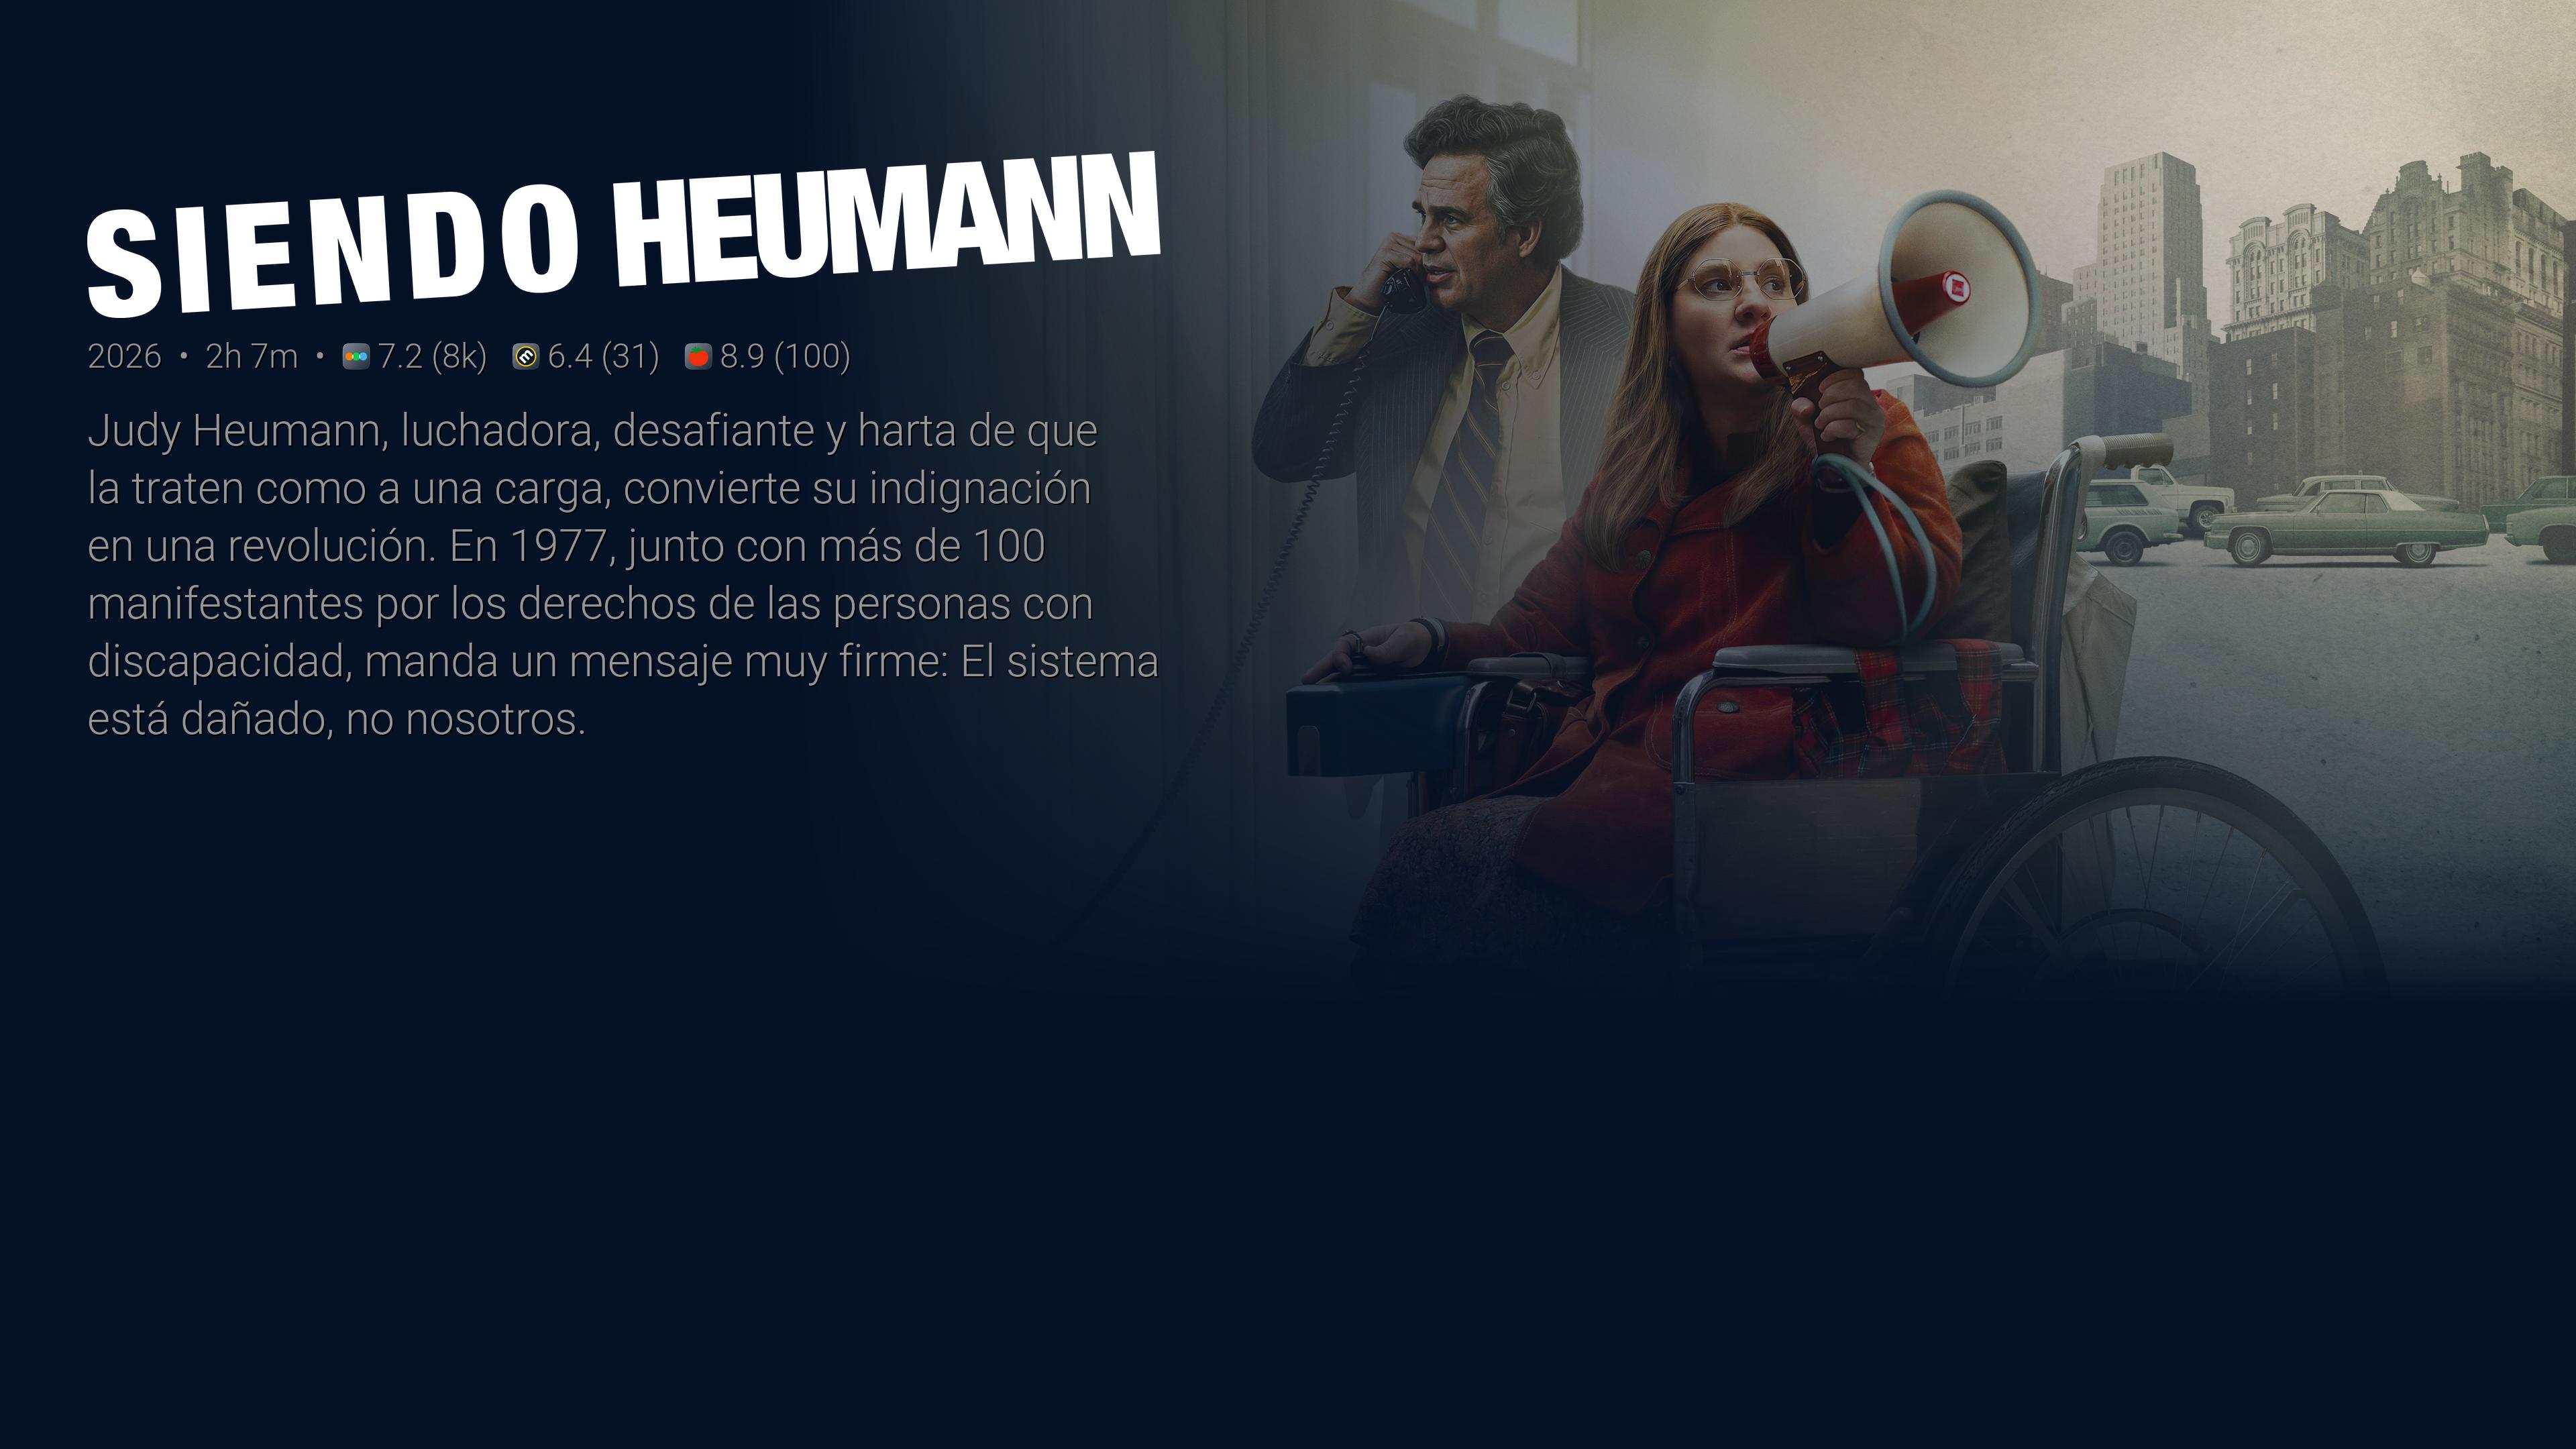 SIENDO HEUMANN
2026 • 2h 7m • 7.2 (8k) 6.4 (31) 8.9 (100)
Judy Heumann, luchadora, desafiante y harta de que
la traten como a una carga, convierte su indignación
en una revolución. En 1977, junto con más de 100
manifestantes por los derechos de las personas con
discapacidad, manda un mensaje muy firme: El sistema
está dañado, no nosotros.